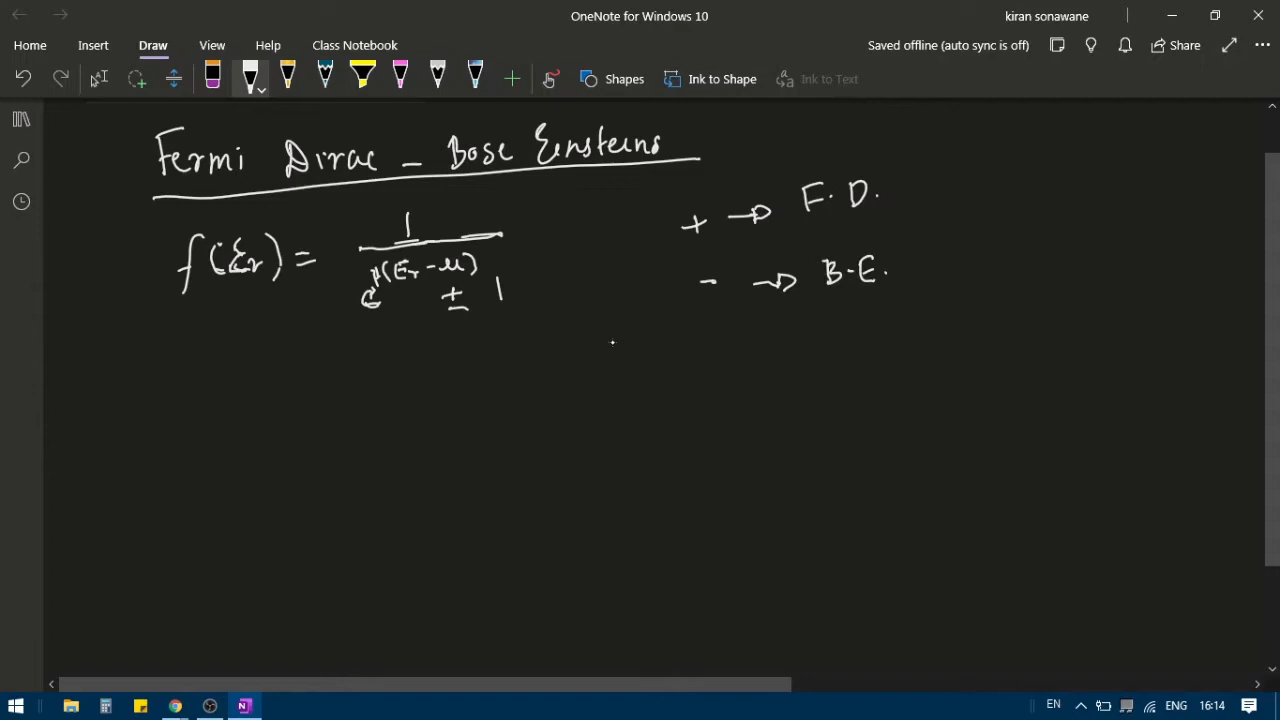 OneNote for Windows 10
kiran sonawane
Home Insert Draw View Help Class Notebook
Saved offline (auto sync is off)
Share
Shapes
Ink to Shape
Ink to Text
Fermi Dirac - Bose Einsteins
f(εr) = 1 / e^β(Er - μ) ± 1
+ → F.D.
- → B.E.
EN
ENG
16:14